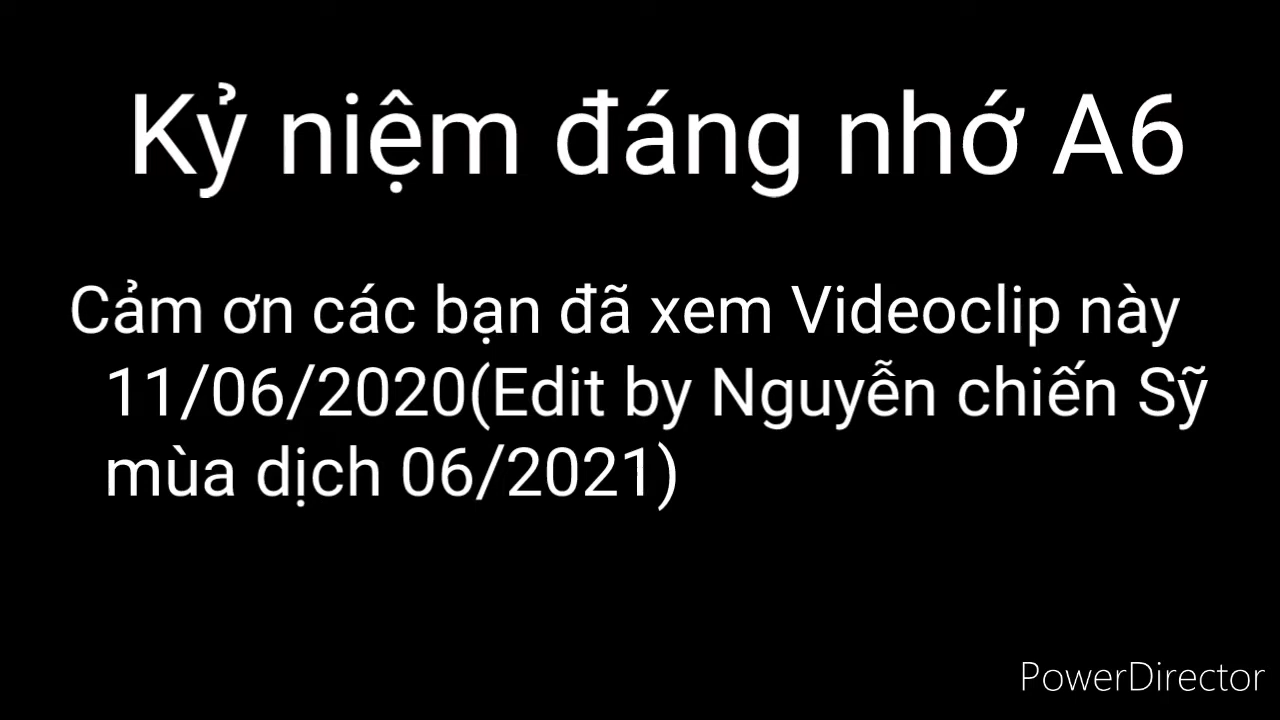 Kỷ niệm đáng nhớ A6
Cảm ơn các bạn đã xem Videoclip này
11/06/2020(Edit by Nguyễn chiến Sỹ
mùa dịch 06/2021)
PowerDirector